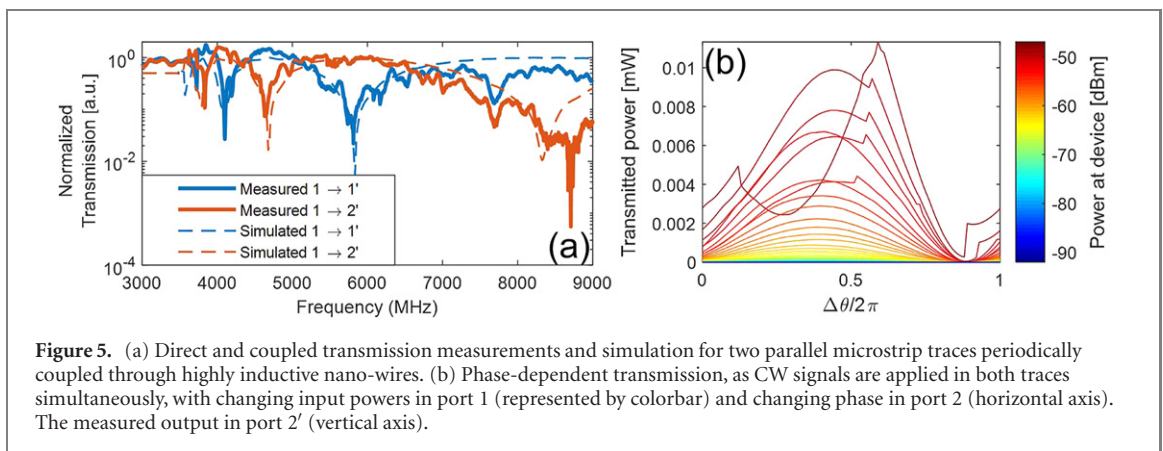 Normalized
Transmission [a.u.]
10⁰
10⁻²
10⁻⁴
Measured 1 → 1'
Measured 1 → 2'
Simulated 1 → 1'
Simulated 1 → 2'
(a)
3000 4000 5000 6000 7000 8000 9000
Frequency (MHz)
(b)
Transmitted power [mW]
0.01
0.008
0.006
0.004
0.002
0
0 0.5 1
Δθ/2π
-50
-60
-70
-80
-90
Power at device [dBm]
Figure 5. (a) Direct and coupled transmission measurements and simulation for two parallel microstrip traces periodically
coupled through highly inductive nano-wires. (b) Phase-dependent transmission, as CW signals are applied in both traces
simultaneously, with changing input powers in port 1 (represented by colorbar) and changing phase in port 2 (horizontal axis).
The measured output in port 2′ (vertical axis).